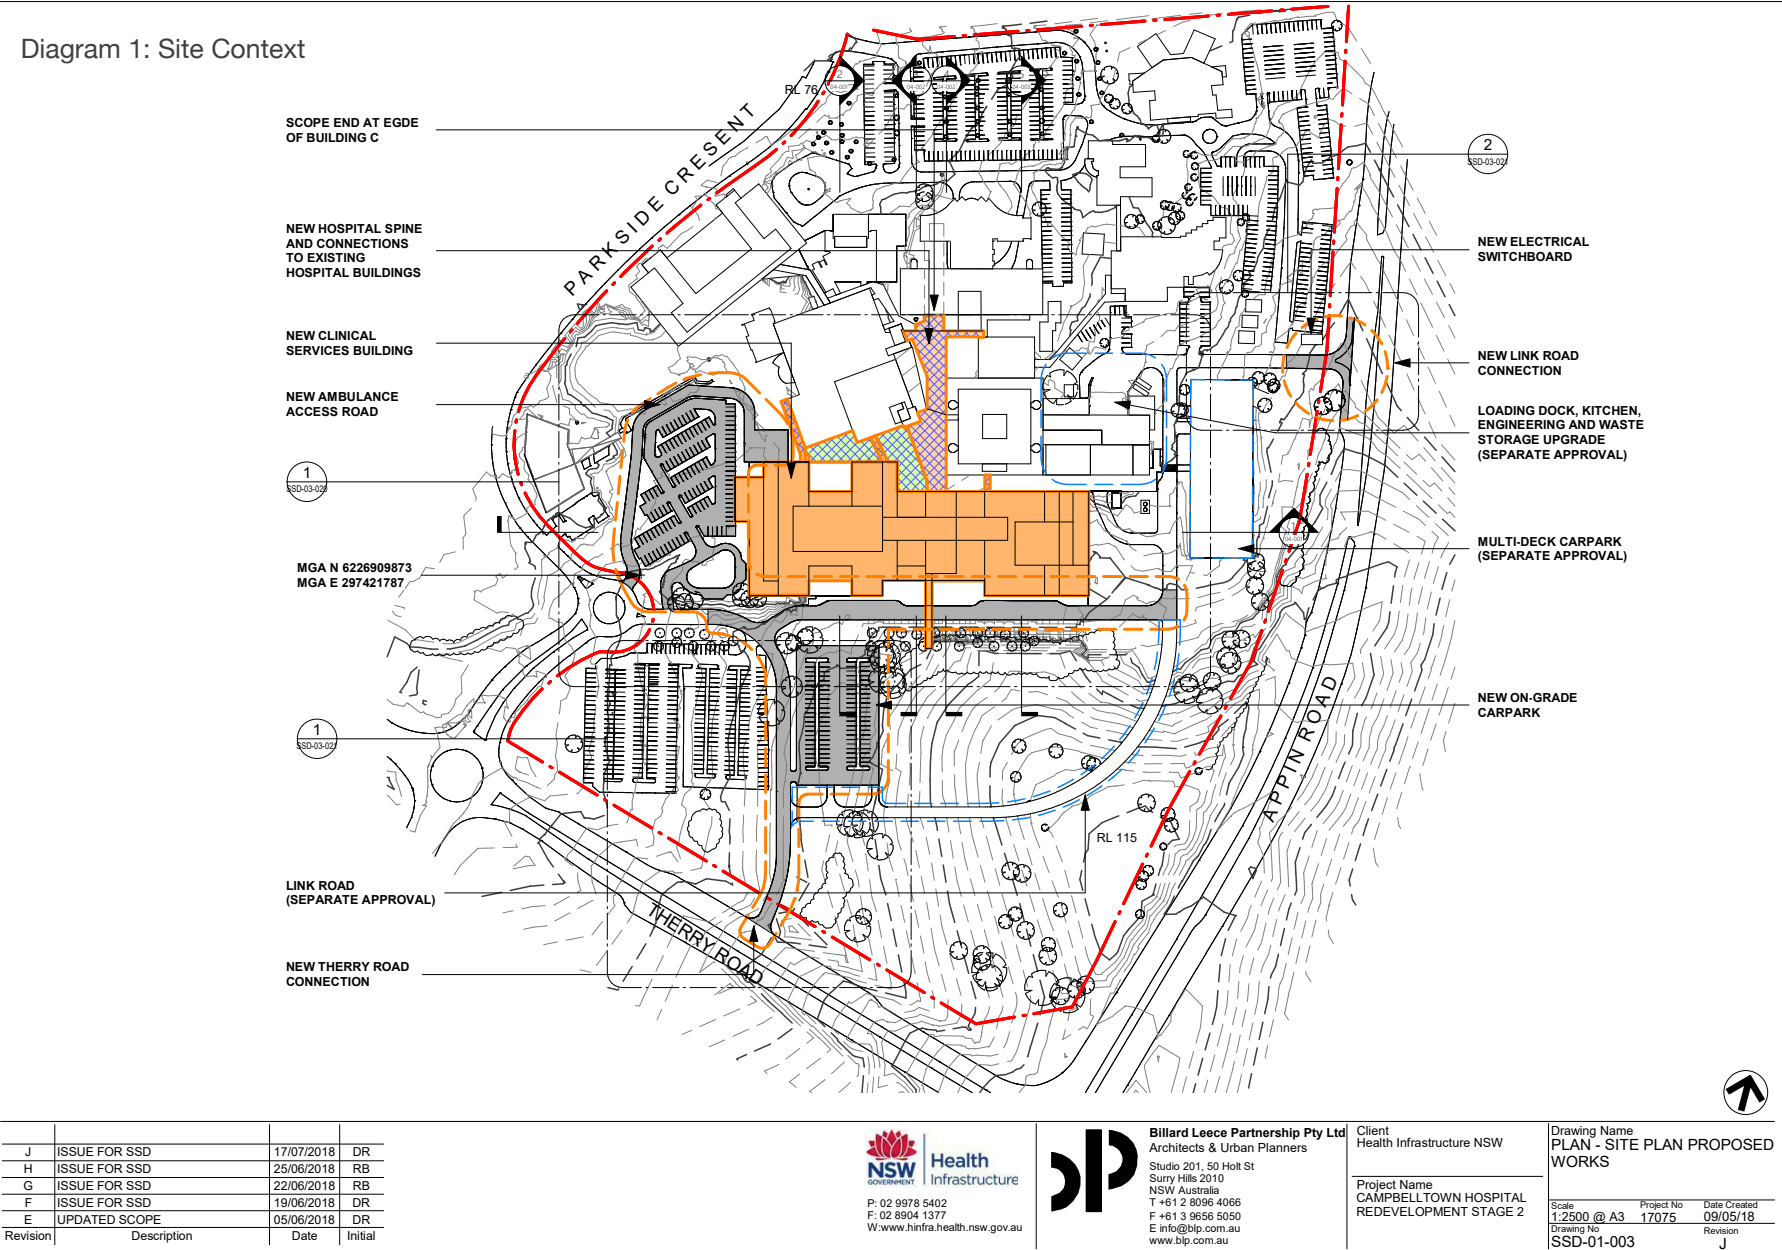 Diagram 1: Site Context
SCOPE END AT EGDE
OF BUILDING C
NEW HOSPITAL SPINE
AND CONNECTIONS
TO EXISTING
HOSPITAL BUILDINGS
NEW CLINICAL
SERVICES BUILDING
NEW AMBULANCE
ACCESS ROAD
1
SSD-03-020
MGA N 6226909873
MGA E 297421787
1
SSD-03-021
LINK ROAD
(SEPARATE APPROVAL)
NEW THERRY ROAD
CONNECTION
RL 76
PARKSIDE CRESENT
04-001
04-002
04-002
04-003
2
NEW ELECTRICAL
SWITCHBOARD
NEW LINK ROAD
CONNECTION
LOADING DOCK, KITCHEN,
ENGINEERING AND WASTE
STORAGE UPGRADE
(SEPARATE APPROVAL)
MULTI-DECK CARPARK
(SEPARATE APPROVAL)
NEW ON-GRADE
CARPARK
APPIN ROAD
RL 115
THERRY ROAD
J ISSUE FOR SSD 17/07/2018 DR
H ISSUE FOR SSD 25/06/2018 RB
G ISSUE FOR SSD 22/06/2018 RB
F ISSUE FOR SSD 19/06/2018 DR
E UPDATED SCOPE 05/06/2018 DR
Revision Description Date Initial
NSW
GOVERNMENT
Health
Infrastructure
P: 02 9978 5402
F: 02 8904 1377
W:www.hinfra.health.nsw.gov.au
Billard Leece Partnership Pty Ltd
Architects & Urban Planners
Studio 201, 50 Holt St
Surry Hills 2010
NSW Australia
T +61 2 8096 4066
F +61 3 9656 5050
E info@blp.com.au
www.blp.com.au
Client
Health Infrastructure NSW
Project Name
CAMPBELLTOWN HOSPITAL
REDEVELOPMENT STAGE 2
Drawing Name
PLAN - SITE PLAN PROPOSED
WORKS
Scale Project No Date Created
1:2500 @ A3 17075 09/05/18
Drawing No Revision
SSD-01-003 J